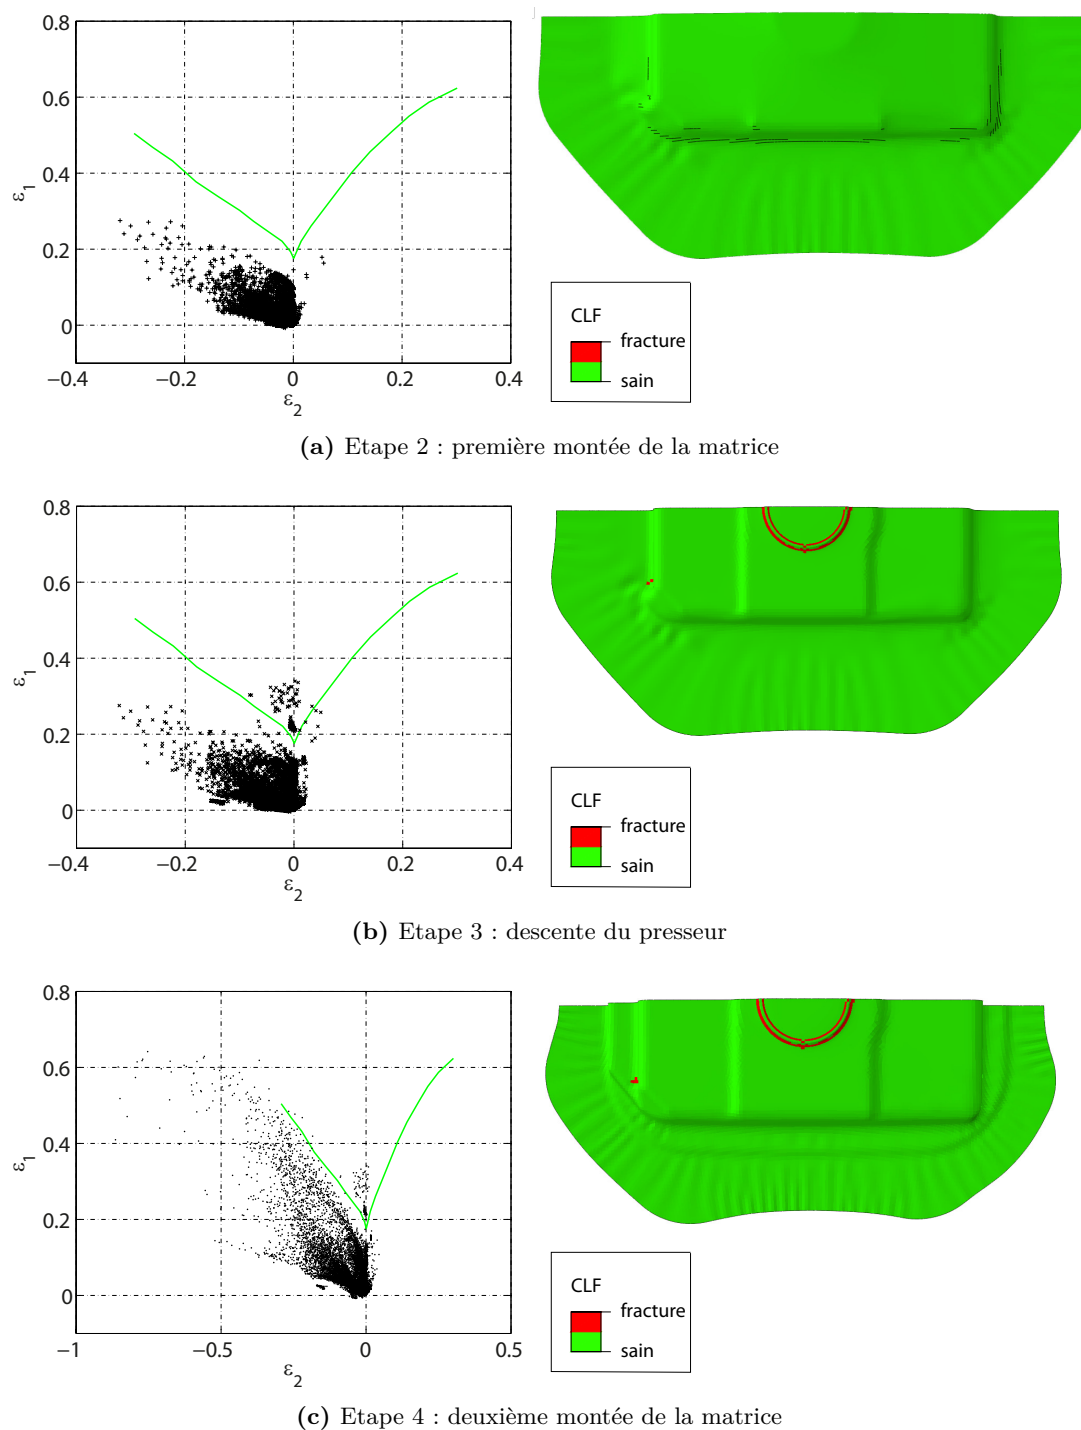 0.8
0.6
0.4
0.2
0
ε1
−0.4
−0.2
0
0.2
0.4
ε2
CLF
fracture
sain
(a) Etape 2 : première montée de la matrice
0.8
0.6
0.4
0.2
0
ε1
−0.4
−0.2
0
0.2
0.4
ε2
CLF
fracture
sain
(b) Etape 3 : descente du presseur
0.8
0.6
0.4
0.2
0
ε1
−1
−0.5
0
0.5
ε2
CLF
fracture
sain
(c) Etape 4 : deuxième montée de la matrice